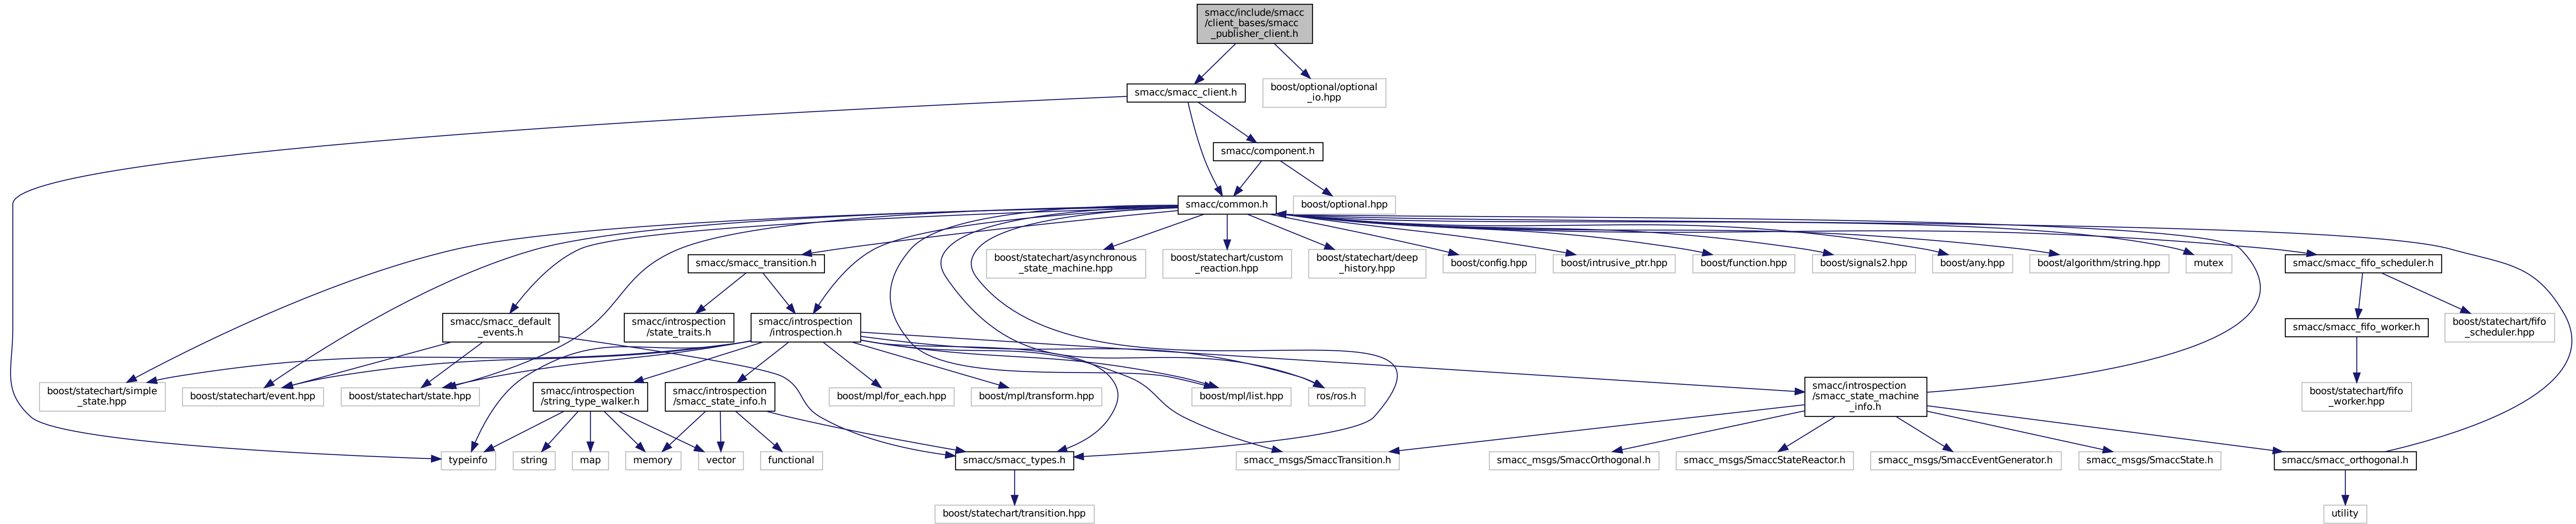 smacc/include/smacc
/client_bases/smacc
_publisher_client.h
smacc/smacc_client.h
boost/optional/optional
_io.hpp
smacc/component.h
smacc/common.h
boost/optional.hpp
smacc/smacc_transition.h
boost/statechart/asynchronous
_state_machine.hpp
boost/statechart/custom
_reaction.hpp
boost/statechart/deep
_history.hpp
boost/config.hpp
boost/intrusive_ptr.hpp
boost/function.hpp
boost/signals2.hpp
boost/any.hpp
boost/algorithm/string.hpp
mutex
smacc/smacc_fifo_scheduler.h
smacc/smacc_default
_events.h
smacc/introspection
/state_traits.h
smacc/introspection
/introspection.h
smacc/smacc_fifo_worker.h
boost/statechart/fifo
_scheduler.hpp
boost/statechart/simple
_state.hpp
boost/statechart/event.hpp
boost/statechart/state.hpp
smacc/introspection
/string_type_walker.h
smacc/introspection
/smacc_state_info.h
boost/mpl/for_each.hpp
boost/mpl/transform.hpp
boost/mpl/list.hpp
ros/ros.h
smacc/introspection
/smacc_state_machine
_info.h
boost/statechart/fifo
_worker.hpp
typeinfo
string
map
memory
vector
functional
smacc/smacc_types.h
smacc_msgs/SmaccTransition.h
smacc_msgs/SmaccOrthogonal.h
smacc_msgs/SmaccStateReactor.h
smacc_msgs/SmaccEventGenerator.h
smacc_msgs/SmaccState.h
smacc/smacc_orthogonal.h
boost/statechart/transition.hpp
utility